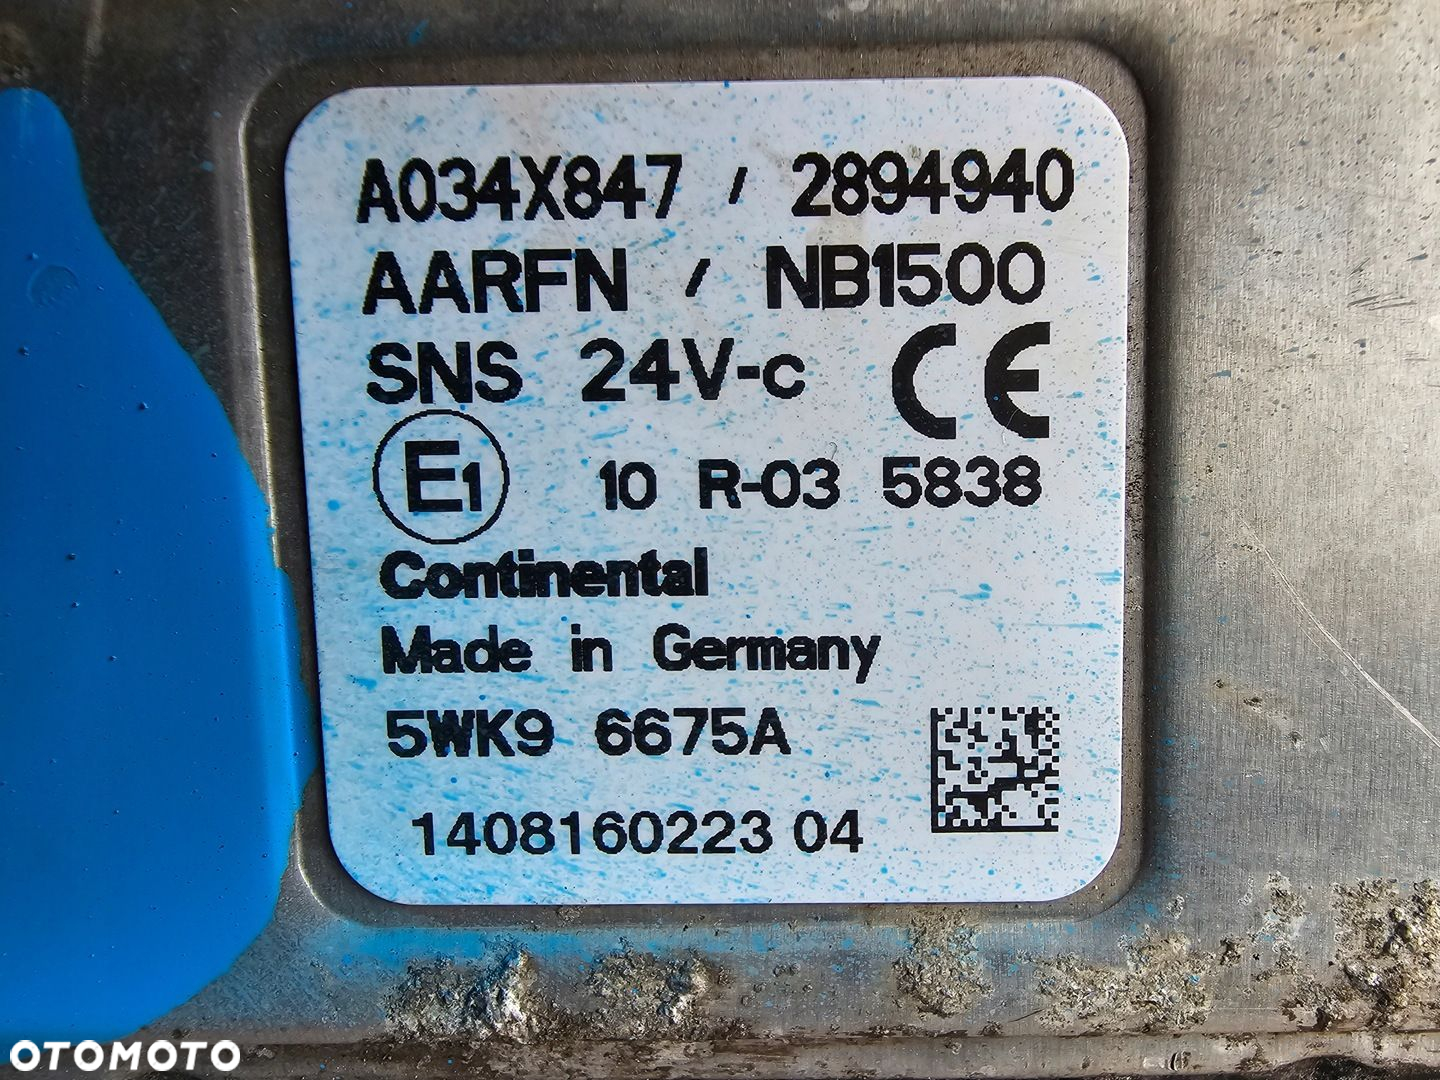 A034X847 / 2894940
AARFN / NB1500
SNS 24V-c CE
E1 10 R-03 5838
Continental
Made in Germany
5WK9 6675A
1408160223 04
OTOMOTO